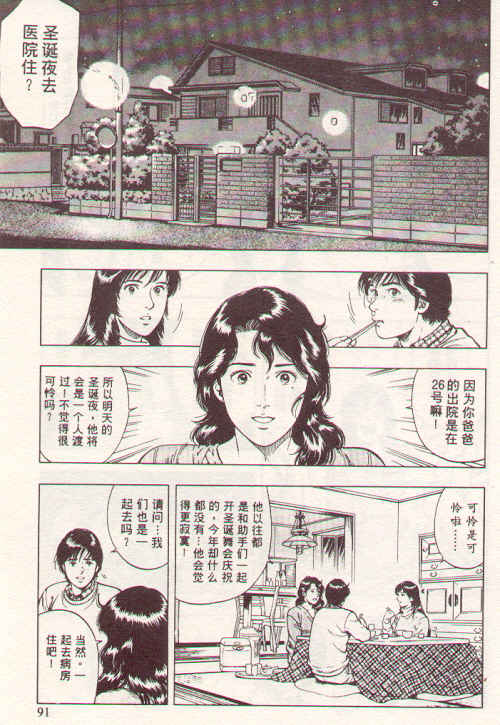 圣诞夜去
医院住？
因为你爸爸
的出院是在
26号嘛！
所以明天的
圣诞夜，他将
会是一个人渡
过！不觉得很
可怜吗？
可怜是可
怜啦……
他以往都
是和助手们一起
开圣诞舞会庆祝
的，今年却什么
都没有…他会觉
得更寂寞！
请问…我
们也是一
起去吗？
当然。一
起去病房
住吧！
91